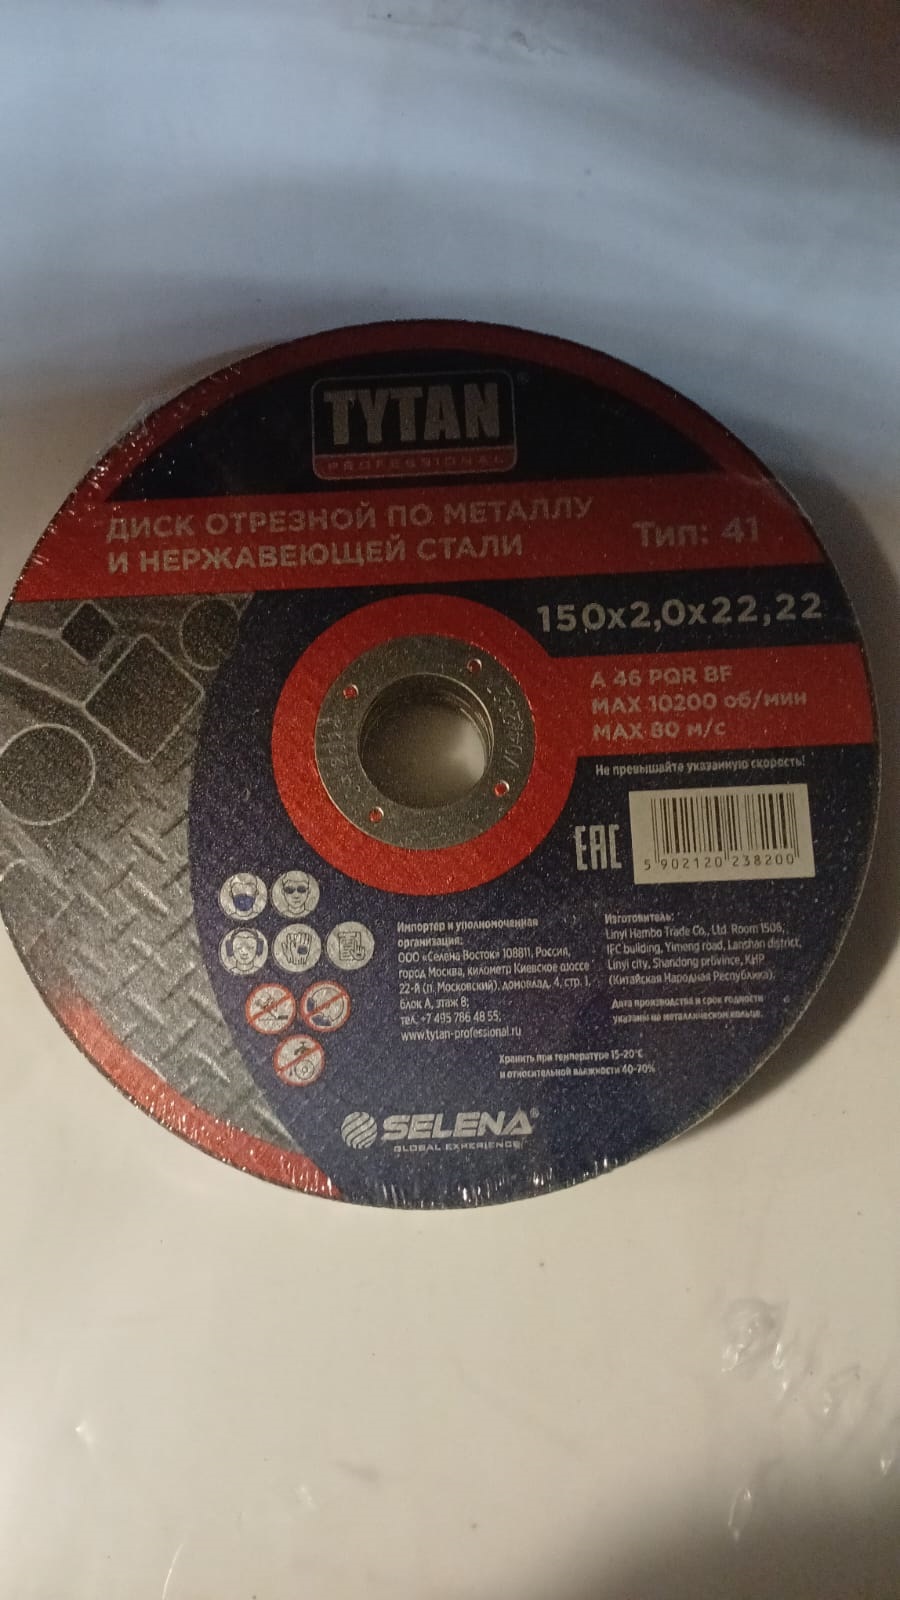 TYTAN®
PROFESSIONAL
ДИСК ОТРЕЗНОЙ ПО МЕТАЛЛУ
И НЕРЖАВЕЮЩЕЙ СТАЛИ
Тип: 41
150x2,0x22,22
A 46 PQR BF
MAX 10200 об/мин
MAX 80 м/с
Не превышайте указанную скорость!
EAC
5 902120 238200
Импортер и уполномоченная
организация:
ООО «Селена Восток» 108811, Россия,
город Москва, километр Киевское шоссе
22-й (п. Московский), домовлад. 4, стр. 1,
блок А, этаж 8;
тел. +7 495 786 48 55;
www.tytan-professional.ru
Изготовитель:
Linyi Hambo Trade Co., Ltd. Room 1506,
IFC building, Yimeng road, Lanshan district,
Linyi city, Shandong province, КНР
(Китайская Народная Республика).
Дата производства и срок годности
указаны на металлическом кольце.
Хранить при температуре 15-20°C
и относительной влажности 40-70%
SELENA®
GLOBAL EXPERIENCE